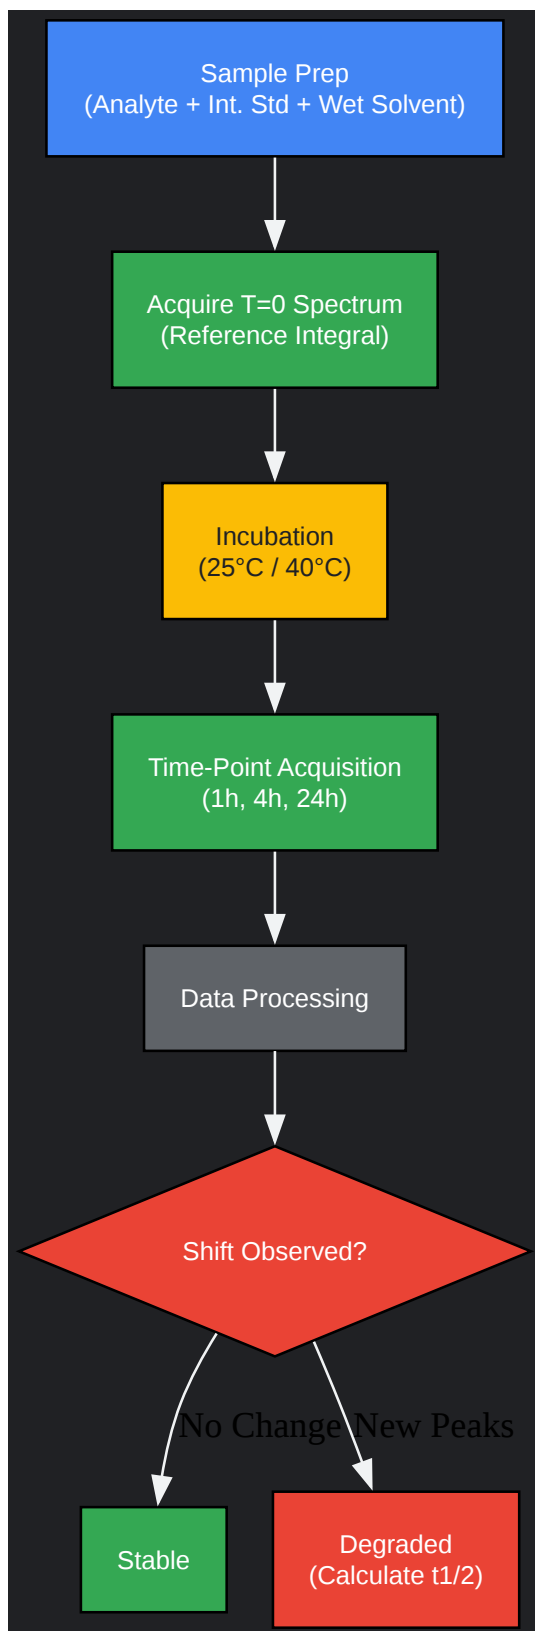 Sample Prep
(Analyte + Int. Std + Wet Solvent)
Acquire T=0 Spectrum
(Reference Integral)
Incubation
(25°C / 40°C)
Time-Point Acquisition
(1h, 4h, 24h)
Data Processing
Shift Observed?
No Change
New Peaks
Stable
Degraded
(Calculate t1/2)